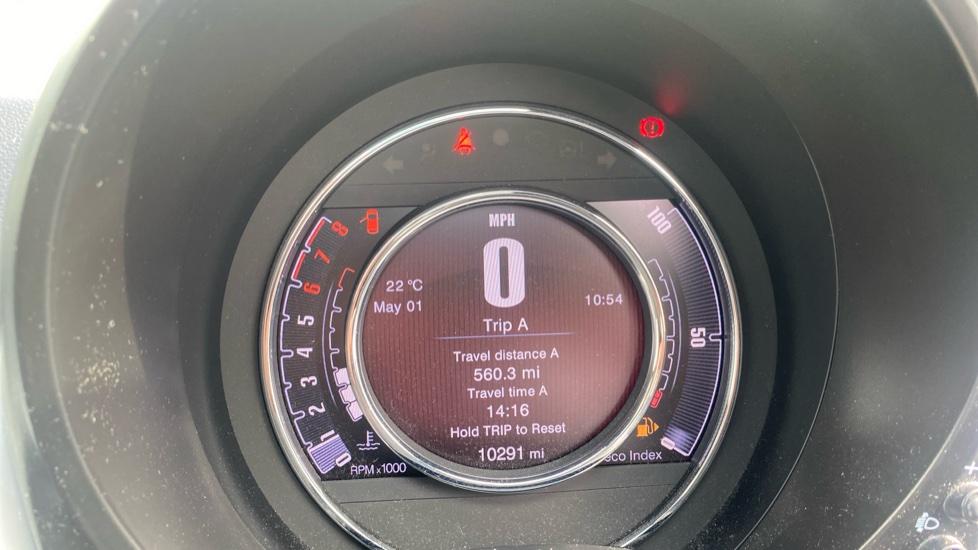 MPH
0
22 °C
May 01
10:54
Trip A
Travel distance A
560.3 mi
Travel time A
14:16
Hold TRIP to Reset
10291 mi
8
7
6
5
4
3
2
1
0
RPM x1000
100
50
0
eco Index